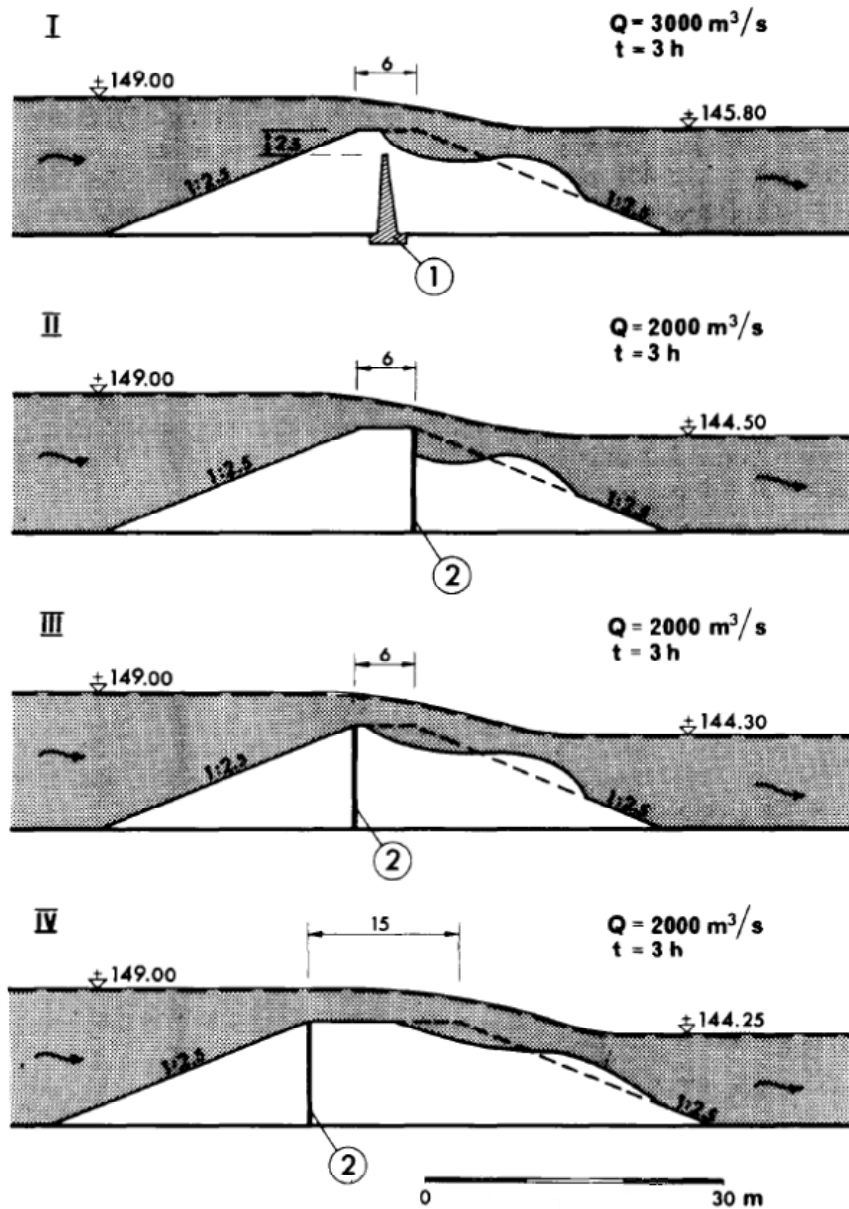 I
Q = 3000 m³/s
t = 3 h
6
+149.00
+145.80
2.5
1:2.5
1:2.5
1
II
Q = 2000 m³/s
t = 3 h
6
+149.00
+144.50
1:2.5
1:2.5
2
III
Q = 2000 m³/s
t = 3 h
6
+149.00
+144.30
1:2.5
1:2.5
2
IV
Q = 2000 m³/s
t = 3 h
15
+149.00
+144.25
1:2.5
1:2.5
2
0 30 m